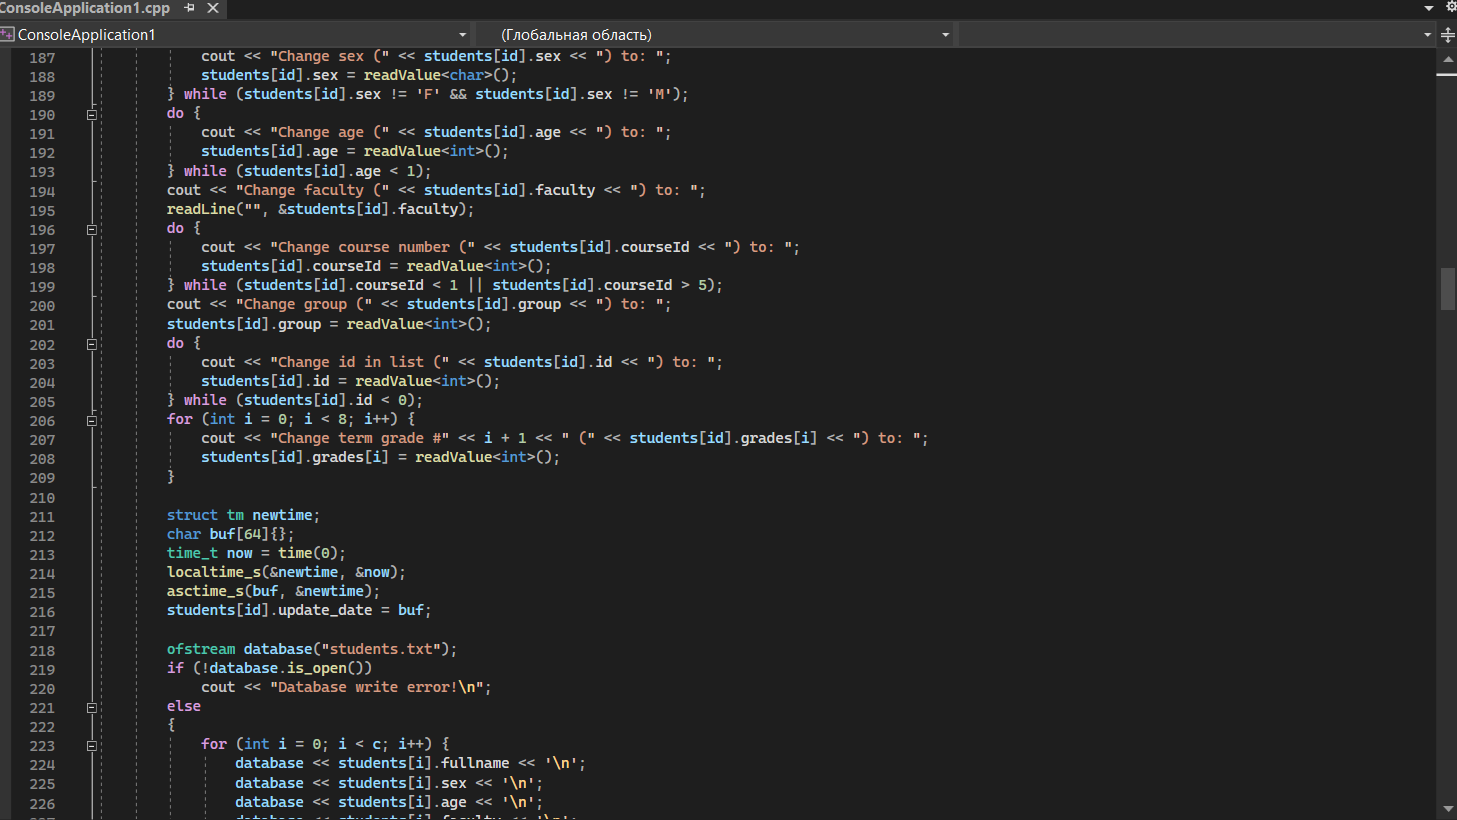 ConsoleApplication1.cpp
ConsoleApplication1 (Глобальная область)
187 cout << "Change sex (" << students[id].sex << ") to: ";
188 students[id].sex = readValue<char>();
189 } while (students[id].sex != 'F' && students[id].sex != 'M');
190 do {
191 cout << "Change age (" << students[id].age << ") to: ";
192 students[id].age = readValue<int>();
193 } while (students[id].age < 1);
194 cout << "Change faculty (" << students[id].faculty << ") to: ";
195 readLine("", &students[id].faculty);
196 do {
197 cout << "Change course number (" << students[id].courseId << ") to: ";
198 students[id].courseId = readValue<int>();
199 } while (students[id].courseId < 1 || students[id].courseId > 5);
200 cout << "Change group (" << students[id].group << ") to: ";
201 students[id].group = readValue<int>();
202 do {
203 cout << "Change id in list (" << students[id].id << ") to: ";
204 students[id].id = readValue<int>();
205 } while (students[id].id < 0);
206 for (int i = 0; i < 8; i++) {
207 cout << "Change term grade #" << i + 1 << " (" << students[id].grades[i] << ") to: ";
208 students[id].grades[i] = readValue<int>();
209 }
210
211 struct tm newtime;
212 char buf[64]{};
213 time_t now = time(0);
214 localtime_s(&newtime, &now);
215 asctime_s(buf, &newtime);
216 students[id].update_date = buf;
217
218 ofstream database("students.txt");
219 if (!database.is_open())
220 cout << "Database write error!\n";
221 else
222 {
223 for (int i = 0; i < c; i++) {
224 database << students[i].fullname << '\n';
225 database << students[i].sex << '\n';
226 database << students[i].age << '\n';